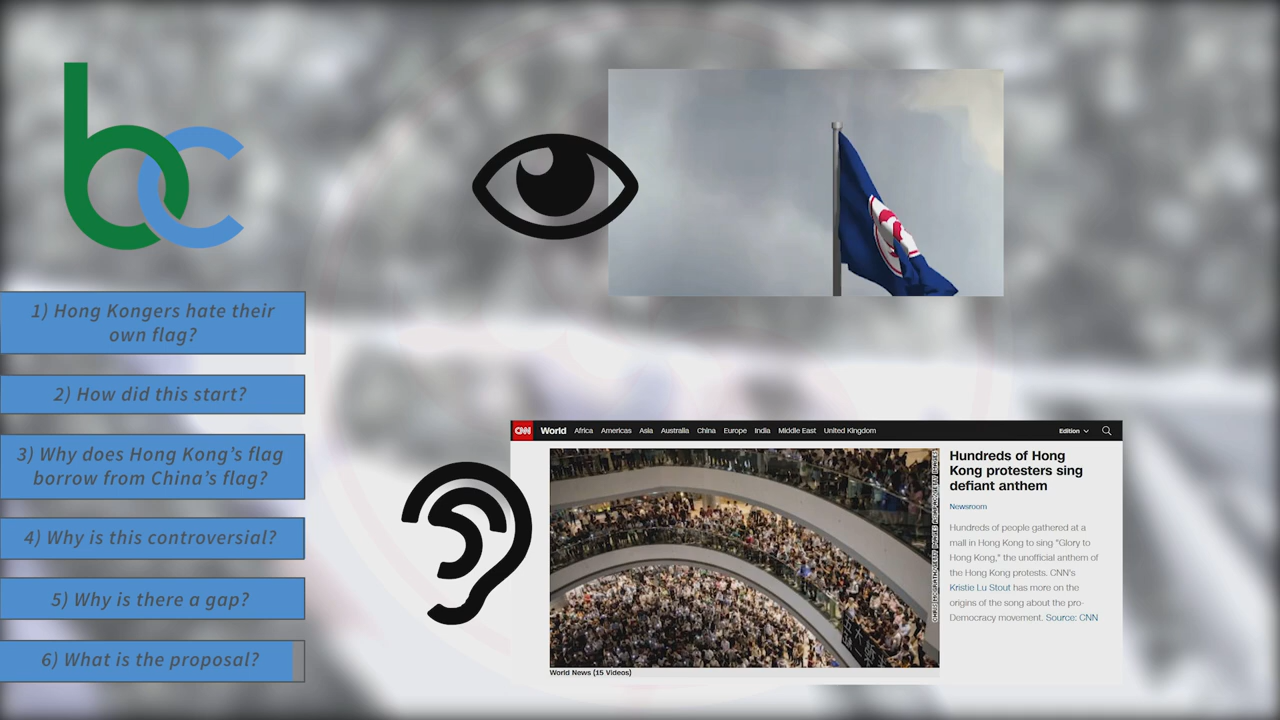 bc
1) Hong Kongers hate their
own flag?
2) How did this start?
3) Why does Hong Kong's flag
borrow from China's flag?
4) Why is this controversial?
5) Why is there a gap?
6) What is the proposal?
CNN World Africa Americas Asia Australia China Europe India Middle East United Kingdom Edition
Hundreds of Hong
Kong protesters sing
defiant anthem
Newsroom
Hundreds of people gathered at a
mall in Hong Kong to sing "Glory to
Hong Kong," the unofficial anthem of
the Hong Kong protests. CNN's
Kristie Lu Stout has more on the
origins of the song about the pro-
Democracy movement. Source: CNN
World News (15 Videos)